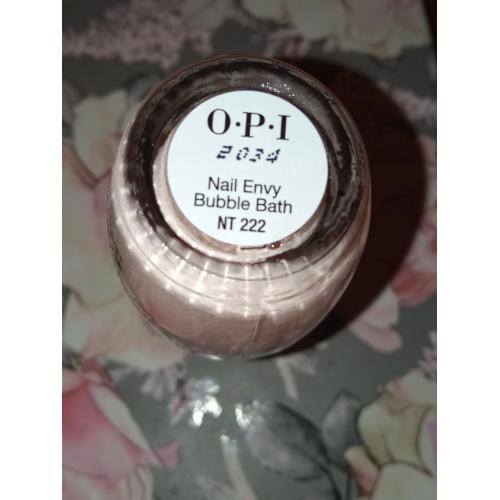 O·P·I
2034
Nail Envy
Bubble Bath
NT 222